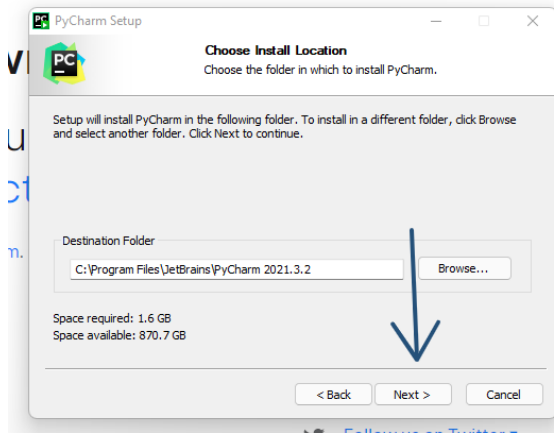 PyCharm Setup
PC
Choose Install Location
Choose the folder in which to install PyCharm.
Setup will install PyCharm in the following folder. To install in a different folder, click Browse
and select another folder. Click Next to continue.
Destination Folder
C:\Program Files\JetBrains\PyCharm 2021.3.2
Browse...
Space required: 1.6 GB
Space available: 870.7 GB
< Back
Next >
Cancel